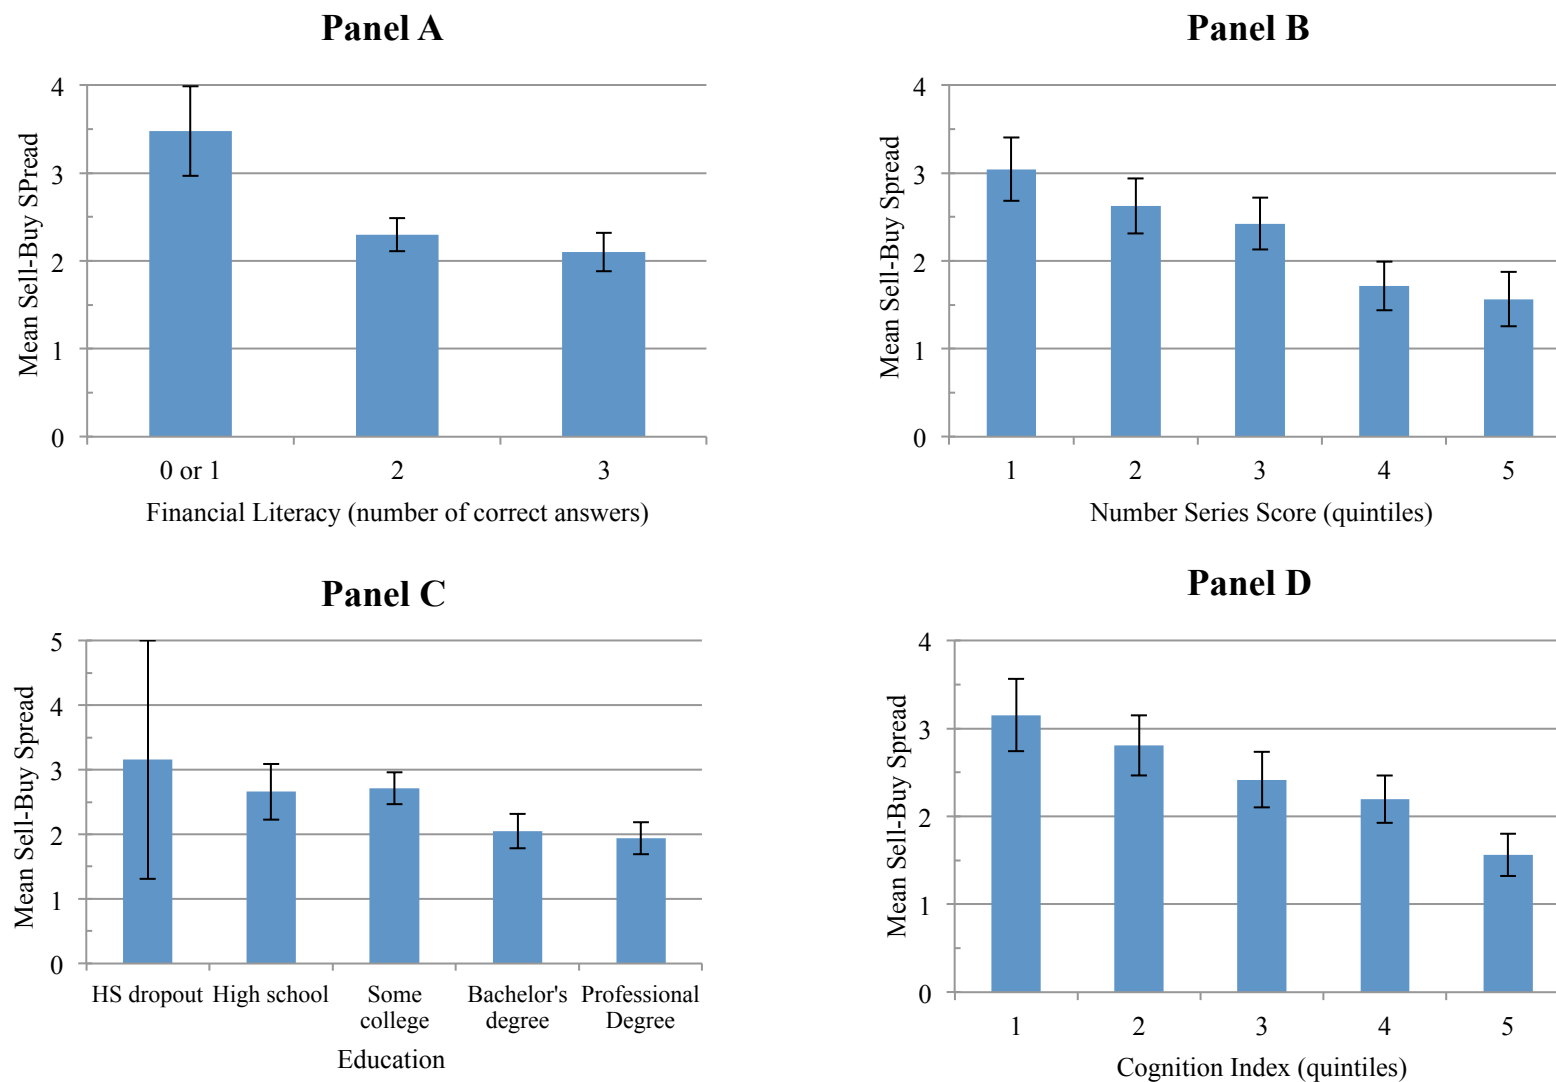 Panel A
Mean Sell-Buy SPread
4
3
2
1
0
0 or 1 2 3
Financial Literacy (number of correct answers)
Panel B
Mean Sell-Buy Spread
4
3
2
1
0
1 2 3 4 5
Number Series Score (quintiles)
Panel C
Mean Sell-Buy Spread
5
4
3
2
1
0
HS dropout High school Some Bachelor's Professional
college degree Degree
Education
Panel D
Mean Sell-Buy Spread
4
3
2
1
0
1 2 3 4 5
Cognition Index (quintiles)